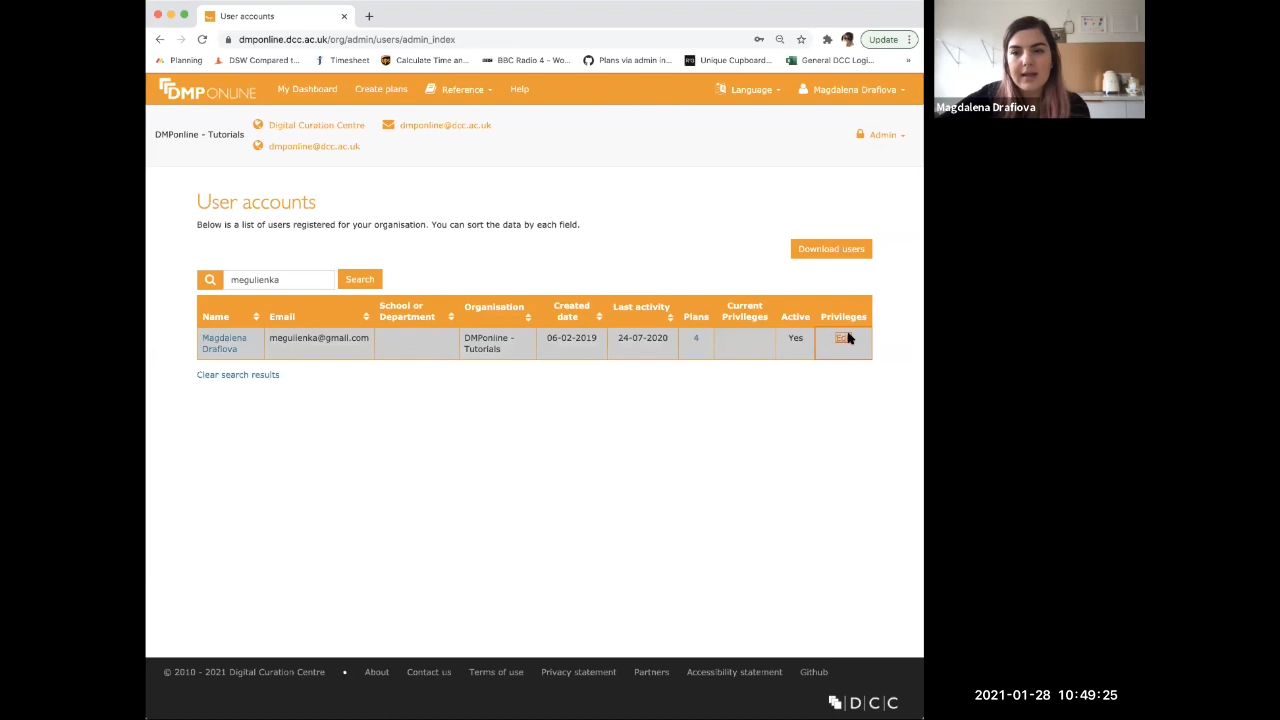 User accounts
dmponline.dcc.ac.uk/org/admin/users/admin_index
Update
Planning
DSW Compared t...
Timesheet
Calculate Time an...
BBC Radio 4 - Wo...
Plans via admin in...
Unique Cupboard...
General DCC Logi...
»
DMPONLINE
My Dashboard
Create plans
Reference
Help
Language
Magdalena Drafiova
DMPonline - Tutorials
Digital Curation Centre
dmponline@dcc.ac.uk
dmponline@dcc.ac.uk
Admin
User accounts
Below is a list of users registered for your organisation. You can sort the data by each field.
Download users
megulienka
Search
Name
Email
School or
Department
Organisation
Created
date
Last activity
Plans
Current
Privileges
Active
Privileges
Magdalena
Drafiova
megulienka@gmail.com
DMPonline -
Tutorials
06-02-2019
24-07-2020
4
Yes
Clear search results
© 2010 - 2021 Digital Curation Centre
•
About
Contact us
Terms of use
Privacy statement
Partners
Accessibility statement
Github
D|C|C
Magdalena Drafiova
2021-01-28 10:49:25